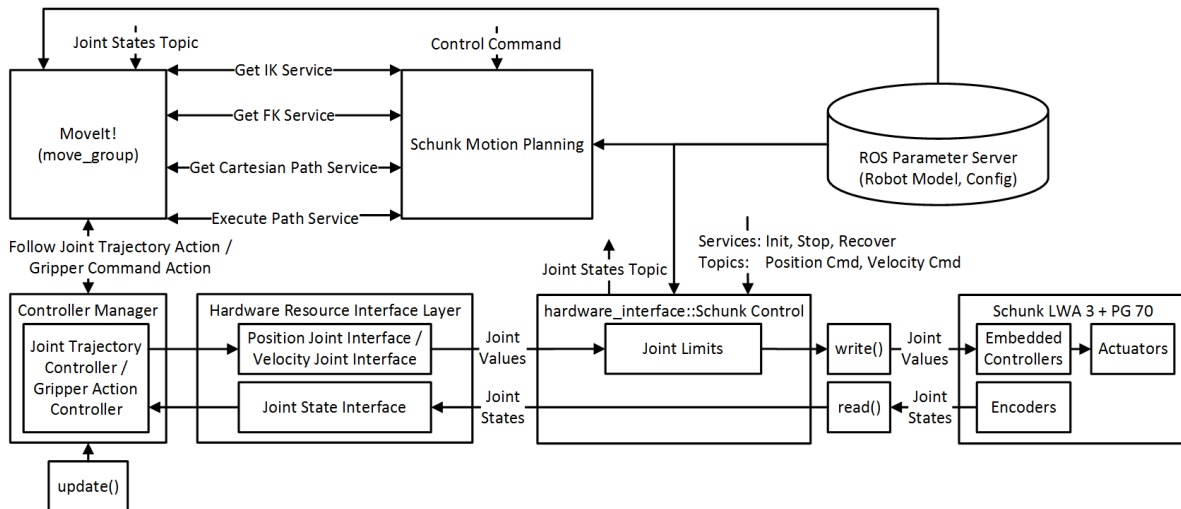 Joint States Topic
Control Command
Get IK Service
Get FK Service
MoveIt!
(move_group)
Schunk Motion Planning
Get Cartesian Path Service
Execute Path Service
ROS Parameter Server
(Robot Model, Config)
Follow Joint Trajectory Action /
Gripper Command Action
Joint States Topic
Services: Init, Stop, Recover
Topics: Position Cmd, Velocity Cmd
Controller Manager
Joint Trajectory
Controller /
Gripper Action
Controller
update()
Hardware Resource Interface Layer
Position Joint Interface /
Velocity Joint Interface
Joint State Interface
Joint
Values
Joint
States
hardware_interface::Schunk Control
Joint Limits
write()
read()
Joint
Values
Joint
States
Schunk LWA 3 + PG 70
Embedded
Controllers
Actuators
Encoders